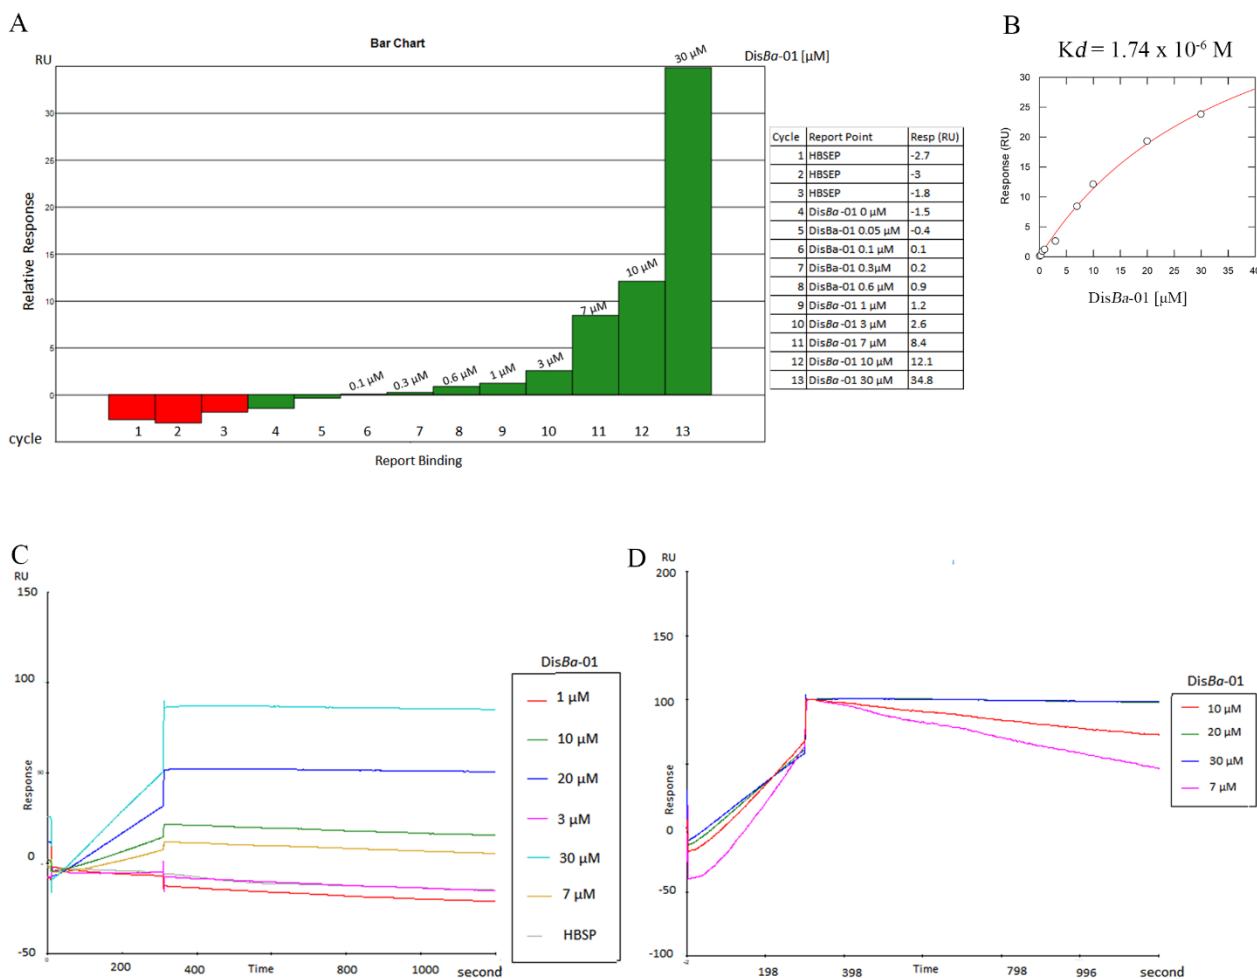 A
Bar Chart
RU
DisBa-01 [µM]
30
25
20
15
10
5
0
Relative Response
0.1 µM
0.3 µM
0.6 µM
1 µM
3 µM
7 µM
10 µM
30 µM
cycle
1 2 3 4 5 6 7 8 9 10 11 12 13
Report Binding
Cycle Report Point Resp (RU)
1 HBSEP -2.7
2 HBSEP -3
3 HBSEP -1.8
4 DisBa-01 0 µM -1.5
5 DisBa-01 0.05 µM -0.4
6 DisBa-01 0.1 µM 0.1
7 DisBa-01 0.3µM 0.2
8 DisBa-01 0.6 µM 0.9
9 DisBa-01 1 µM 1.2
10 DisBa-01 3 µM 2.6
11 DisBa-01 7 µM 8.4
12 DisBa-01 10 µM 12.1
13 DisBa-01 30 µM 34.8
B
Kd = 1.74 x 10⁻⁶ M
30
25
20
15
10
5
0
Response (RU)
0 5 10 15 20 25 30 35 40
DisBa-01 [µM]
C
RU
150
100
50
0
-50
Response
200 400 Time 800 1000 second
DisBa-01
1 µM
10 µM
20 µM
3 µM
30 µM
7 µM
HBSP
D
RU
200
150
100
50
0
-50
-100
Response
198 398 Time 798 996 second
DisBa-01
10 µM
20 µM
30 µM
7 µM